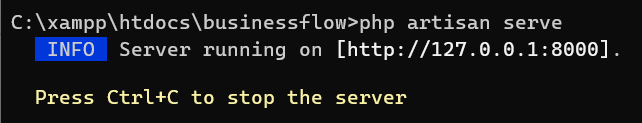 C:\xampp\htdocs\businessflow>php artisan serve
INFO Server running on [http://127.0.0.1:8000].
Press Ctrl+C to stop the server